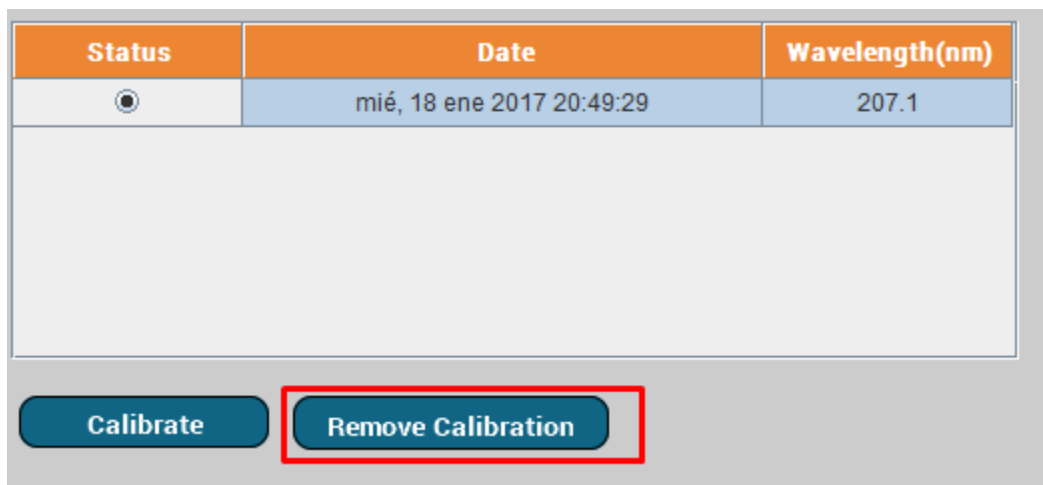 Status Date Wavelength(nm)
mié, 18 ene 2017 20:49:29 207.1
Calibrate Remove Calibration